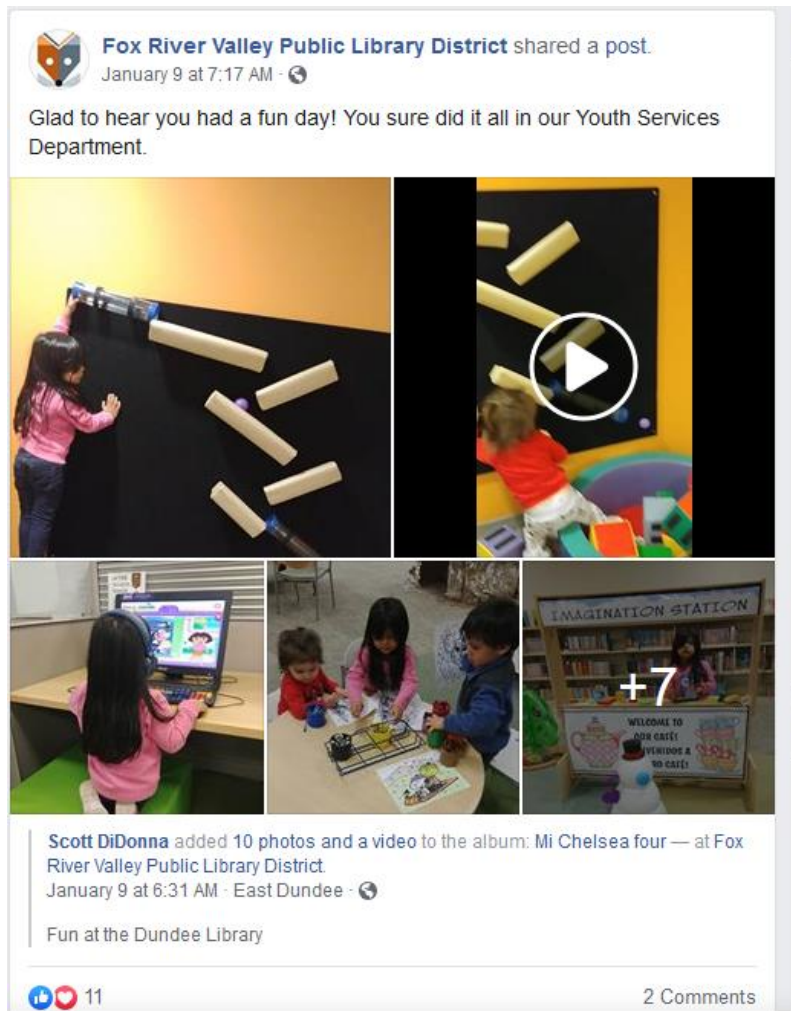 Fox River Valley Public Library District shared a post.
January 9 at 7:17 AM ·
Glad to hear you had a fun day! You sure did it all in our Youth Services
Department.
IMAGINATION STATION
+7
WELCOME TO
OUR CAFÉ!
CAFÉ!
Scott DiDonna added 10 photos and a video to the album: Mi Chelsea four — at Fox
River Valley Public Library District.
January 9 at 6:31 AM · East Dundee ·
Fun at the Dundee Library
11
2 Comments